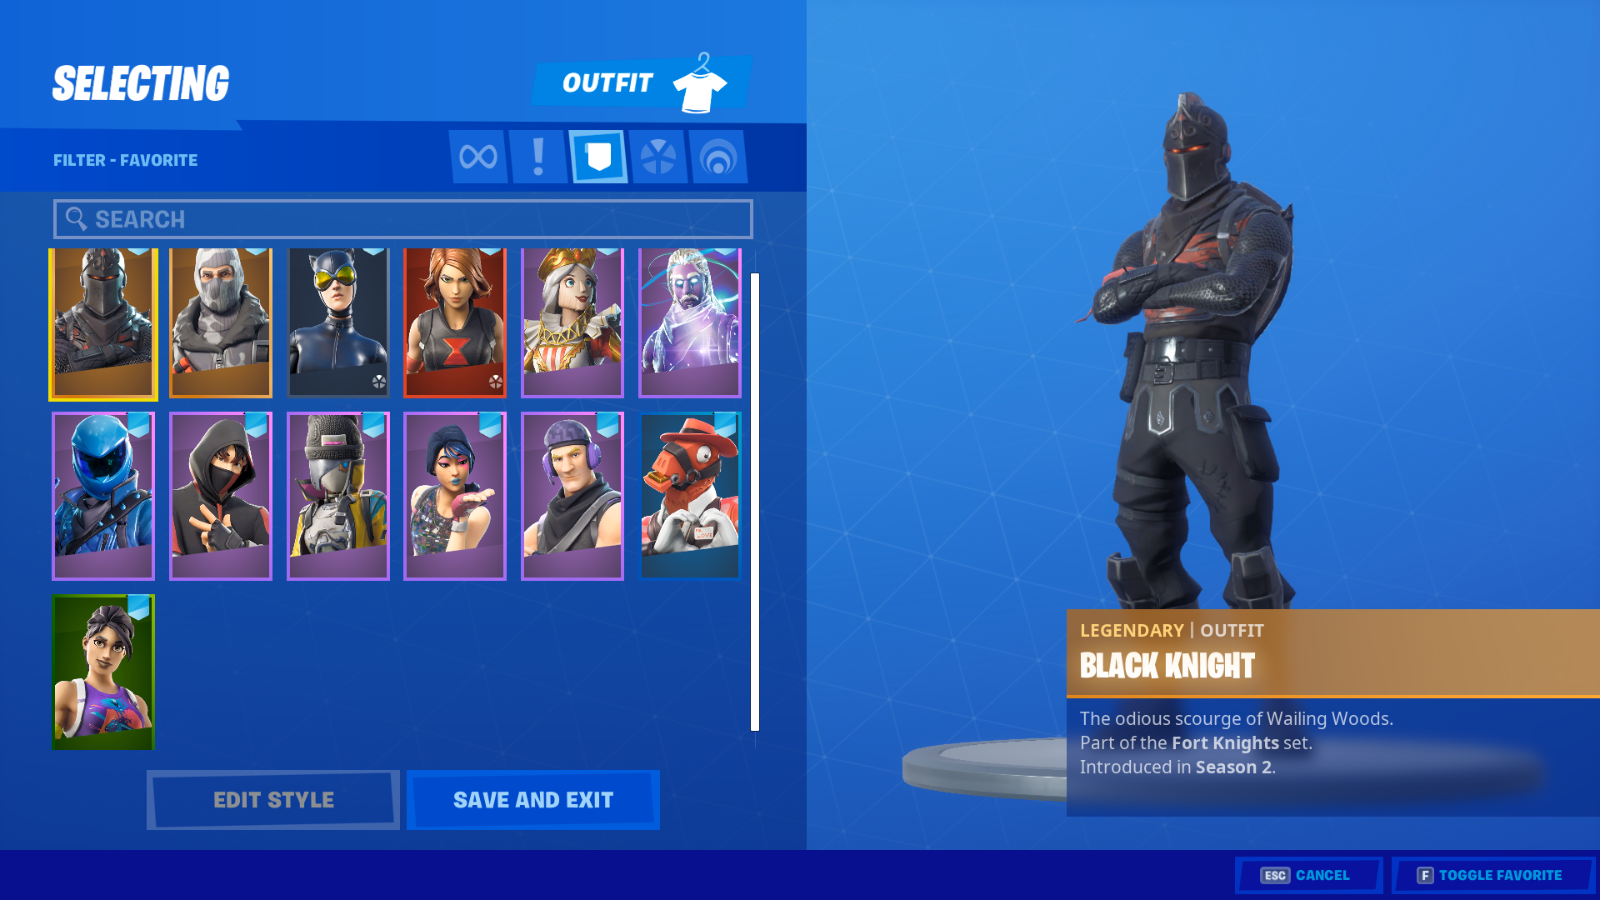 SELECTING
OUTFIT
FILTER - FAVORITE
SEARCH
EDIT STYLE
SAVE AND EXIT
LEGENDARY | OUTFIT
BLACK KNIGHT
The odious scourge of Wailing Woods.
Part of the Fort Knights set.
Introduced in Season 2.
ESC CANCEL
F TOGGLE FAVORITE